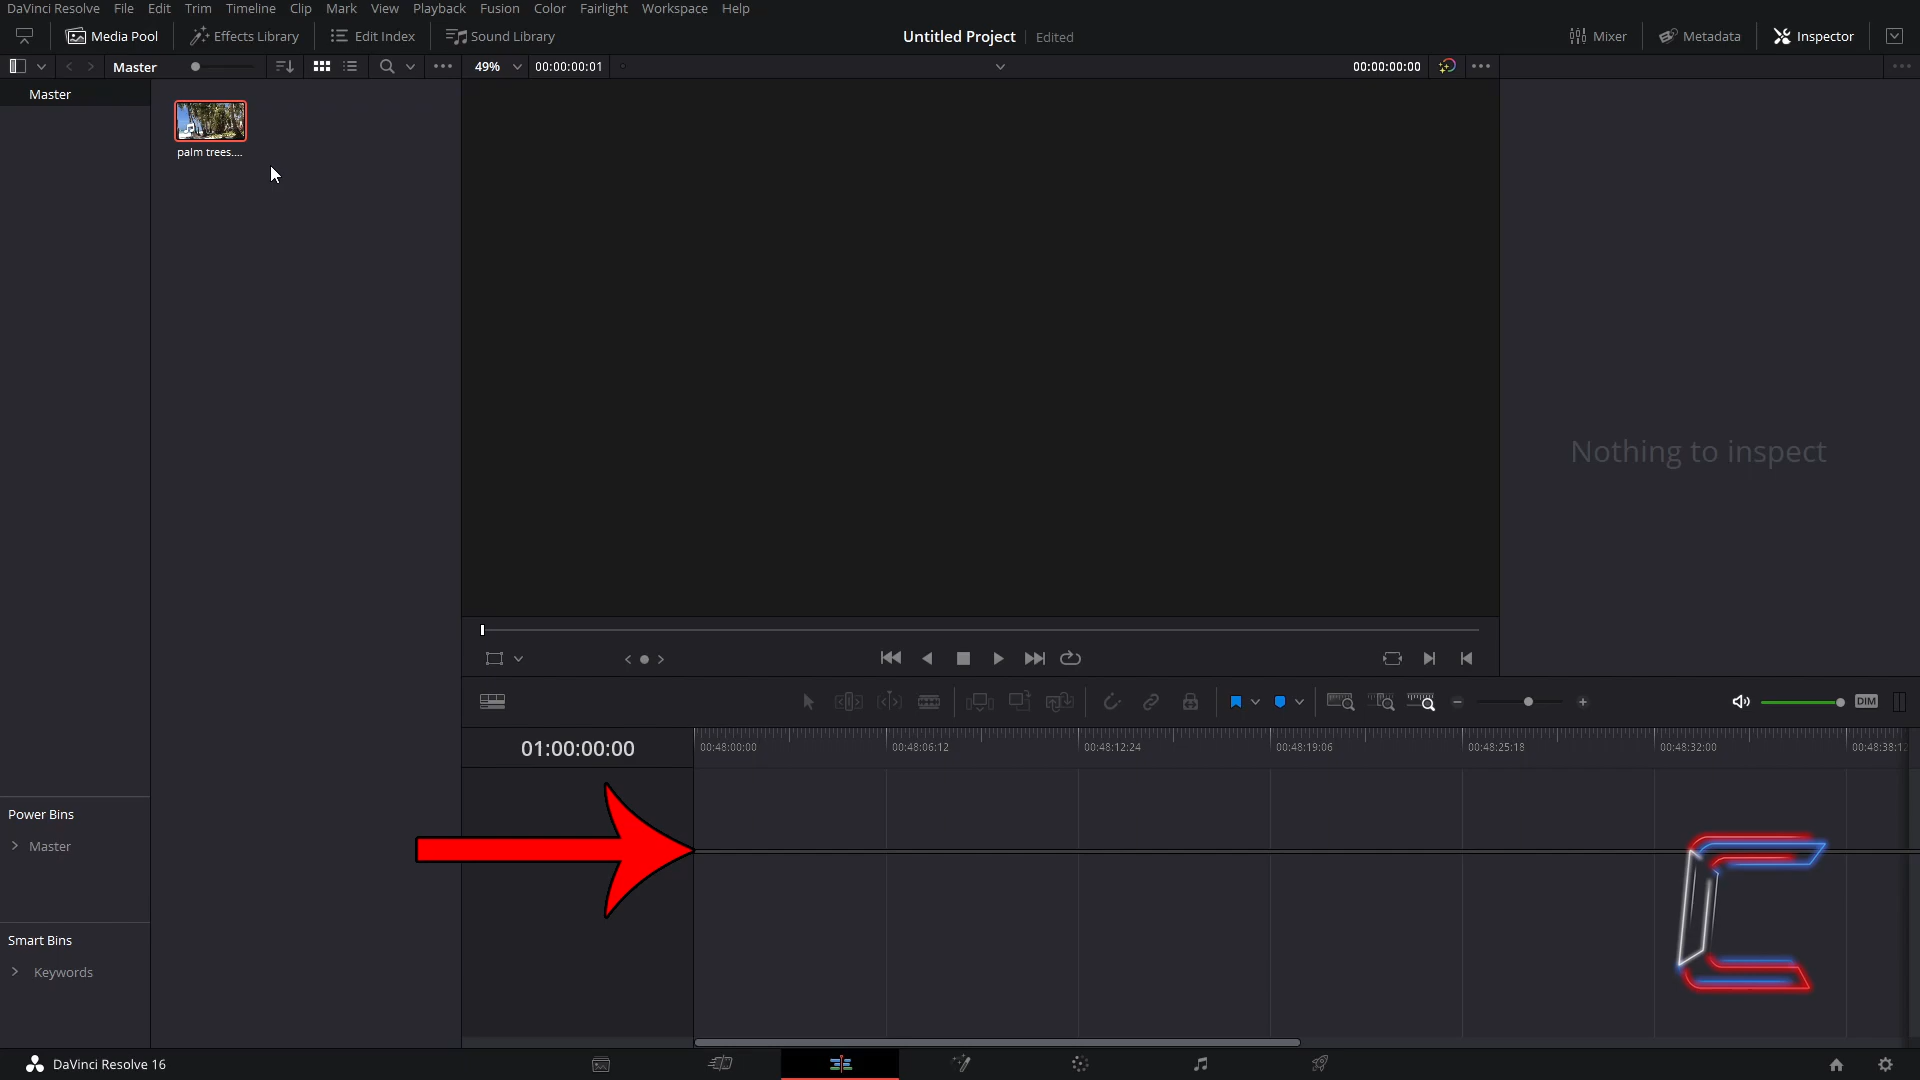 DaVinci Resolve File Edit Trim Timeline Clip Mark View Playback Fusion Color Fairlight Workspace Help
Media Pool Effects Library Edit Index Sound Library Untitled Project Edited Mixer Metadata Inspector
Master 49% 00:00:00:01 00:00:00:00
Master
palm trees....
Nothing to inspect
DIM
01:00:00:00 00:48:00:00 00:48:06:12 00:48:12:24 00:48:19:06 00:48:25:18 00:48:32:00 00:48:38:1
Power Bins
Master
Smart Bins
Keywords
DaVinci Resolve 16